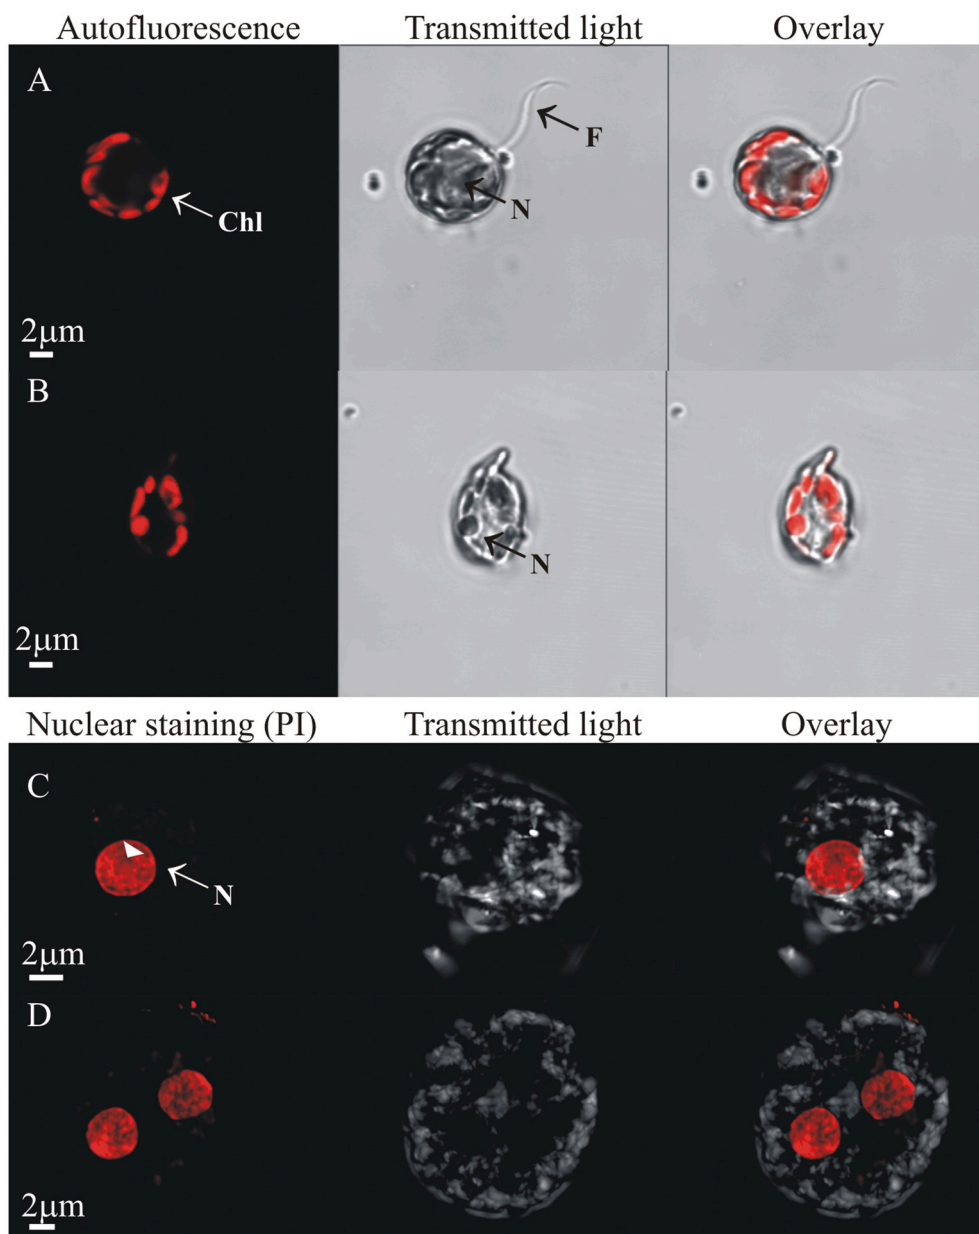 Autofluorescence Transmitted light Overlay
A
F
N
Chl
2μm
B
N
2μm
Nuclear staining (PI) Transmitted light Overlay
C
N
2μm
D
2μm